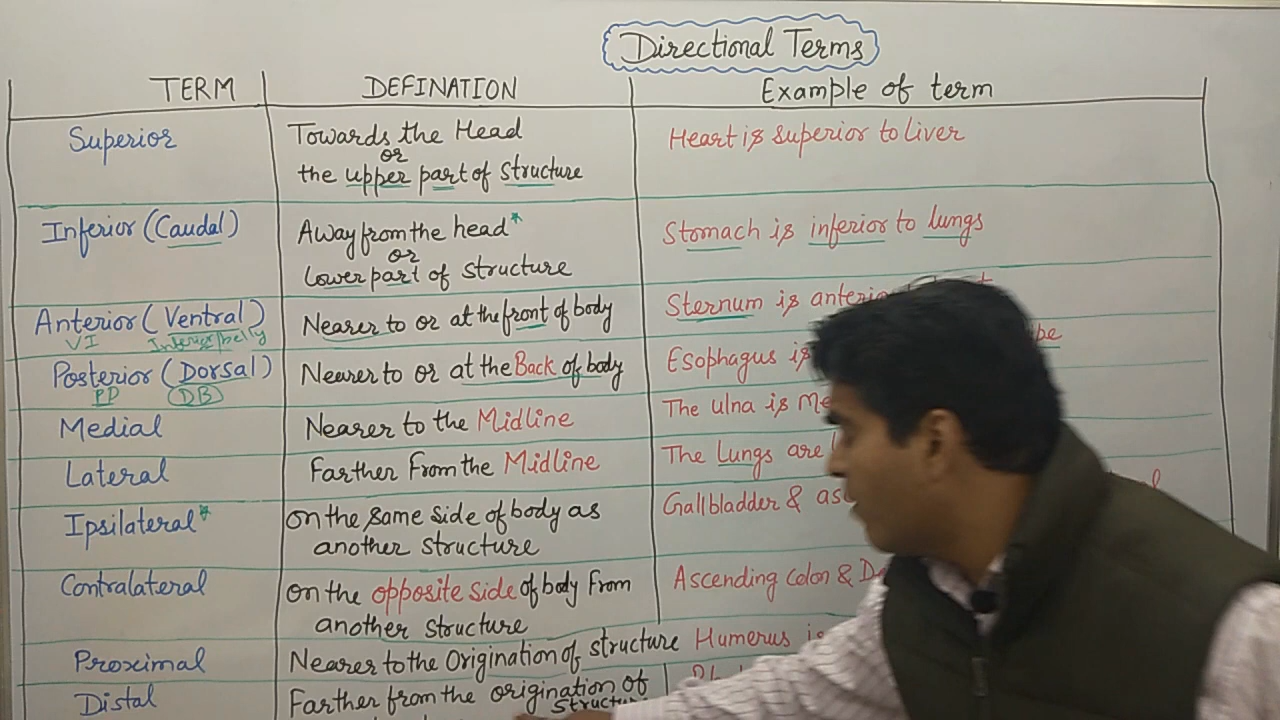 Directional Terms
TERM DEFINATION Example of term
Superior Towards the Head Heart is superior to Liver
or
the upper part of structure
Inferior (Caudal) Away from the head* Stomach is inferior to lungs
or
Lower part of structure
Anterior (Ventral) Nearer to or at the front of body Sternum is
VI Inferior/belly
Posterior (Dorsal) Nearer to or at the Back of body Esophagus is
PP DB
Medial Nearer to the Midline The ulna is
Lateral Farther From the Midline The Lungs are
Ipsilateral* on the same side of body as Gallbladder &
another structure
Contralateral on the opposite side of body From Ascending Colon &
another structure
Proximal Nearer to the Origination of structure Humerus is
Distal Farther from the origination of